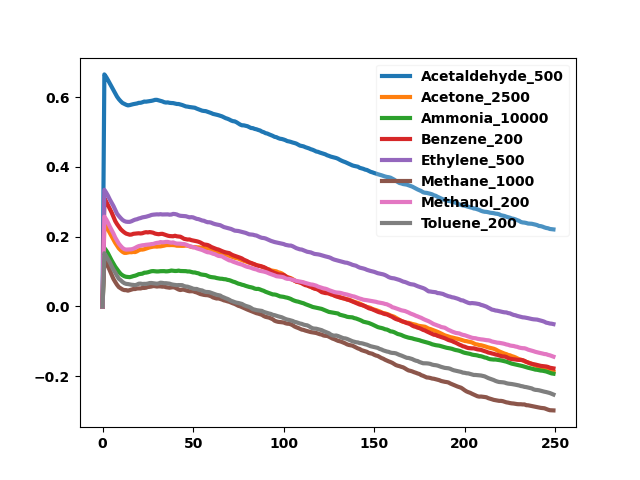 Acetaldehyde_500
Acetone_2500
Ammonia_10000
Benzene_200
Ethylene_500
Methane_1000
Methanol_200
Toluene_200
0.6
0.4
0.2
0.0
−0.2
0 50 100 150 200 250